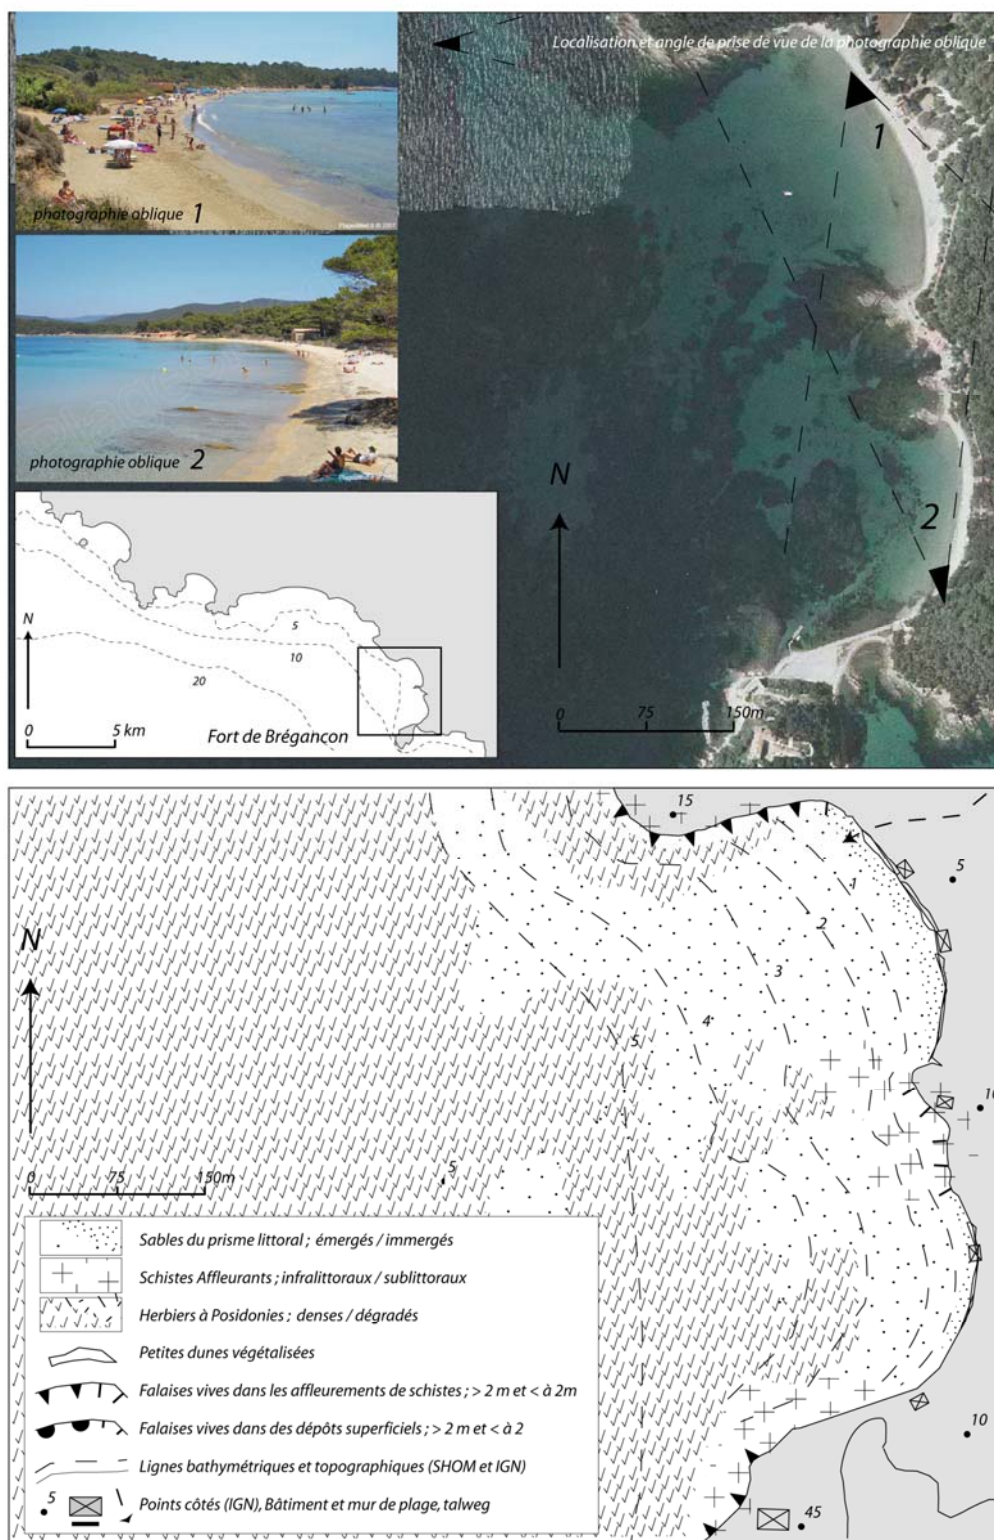 Localisation et angle de prise de vue de la photographie oblique
1
photographie oblique 1
photographie oblique 2
2
N
0 75 150m
N
5
10
20
0 5 km
Fort de Brégançon
15
5
1
2
3
4
5
N
10
0 75 150m
5
Sables du prisme littoral ; émergés / immergés
Schistes Affleurants ; infralittoraux / sublittoraux
Herbiers à Posidonies ; denses / dégradés
Petites dunes végétalisées
Falaises vives dans les affleurements de schistes ; > 2 m et < à 2m
Falaises vives dans des dépôts superficiels ; > 2 m et < à 2
Lignes bathymétriques et topographiques (SHOM et IGN)
5 Points côtés (IGN), Bâtiment et mur de plage, talweg
10
45